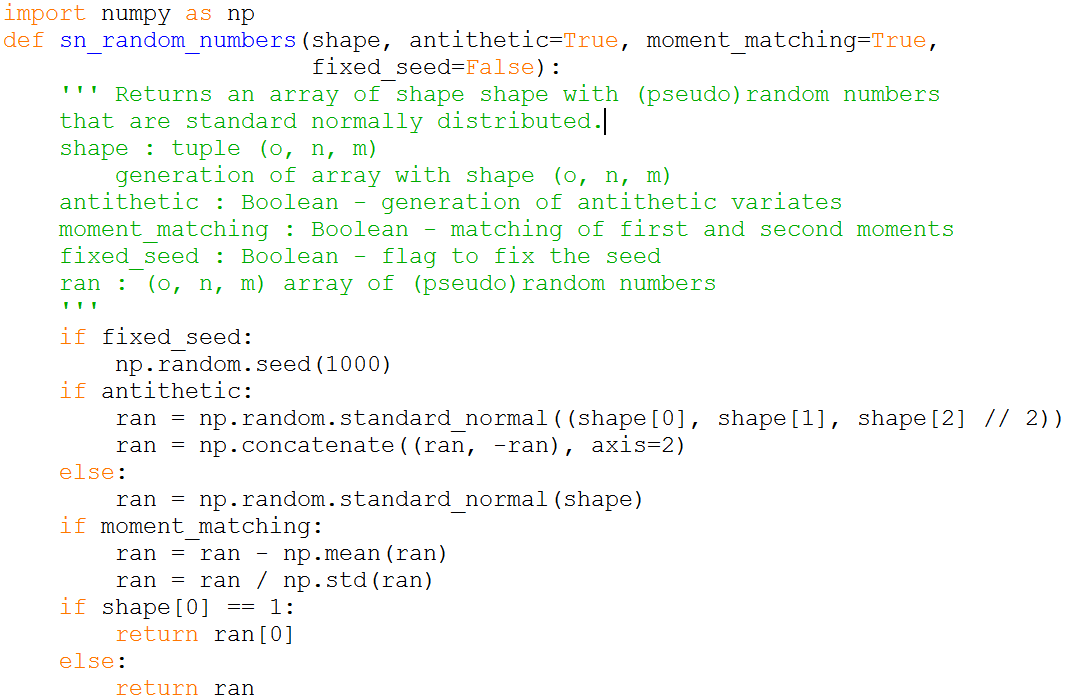 import numpy as np
def sn_random_numbers(shape, antithetic=True, moment_matching=True,
                      fixed_seed=False):
    ''' Returns an array of shape shape with (pseudo)random numbers
    that are standard normally distributed.
    shape : tuple (o, n, m)
        generation of array with shape (o, n, m)
    antithetic : Boolean - generation of antithetic variates
    moment_matching : Boolean - matching of first and second moments
    fixed_seed : Boolean - flag to fix the seed
    ran : (o, n, m) array of (pseudo)random numbers
    '''
    if fixed_seed:
        np.random.seed(1000)
    if antithetic:
        ran = np.random.standard_normal((shape[0], shape[1], shape[2] // 2))
        ran = np.concatenate((ran, -ran), axis=2)
    else:
        ran = np.random.standard_normal(shape)
    if moment_matching:
        ran = ran - np.mean(ran)
        ran = ran / np.std(ran)
    if shape[0] == 1:
        return ran[0]
    else:
        return ran